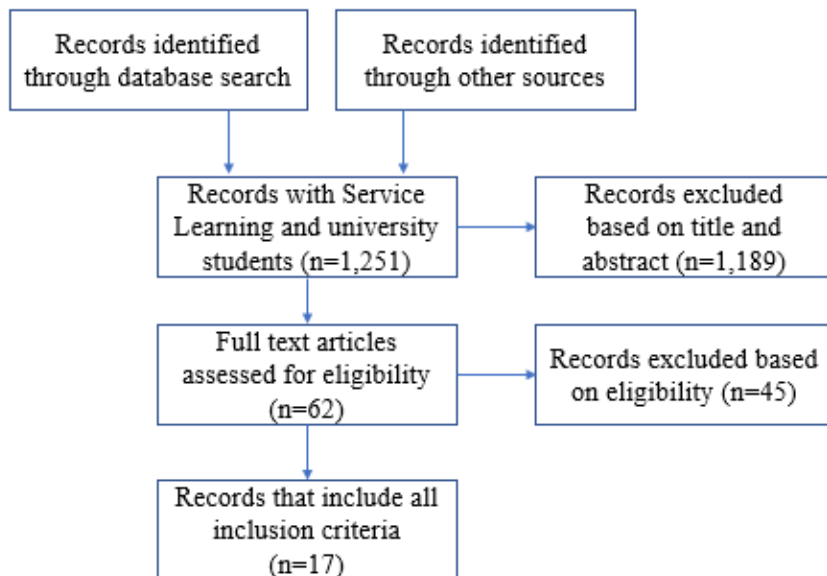 Records identified
through database search
Records identified
through other sources
Records with Service
Learning and university
students (n=1,251)
Records excluded
based on title and
abstract (n=1,189)
Full text articles
assessed for eligibility
(n=62)
Records excluded based
on eligibility (n=45)
Records that include all
inclusion criteria
(n=17)